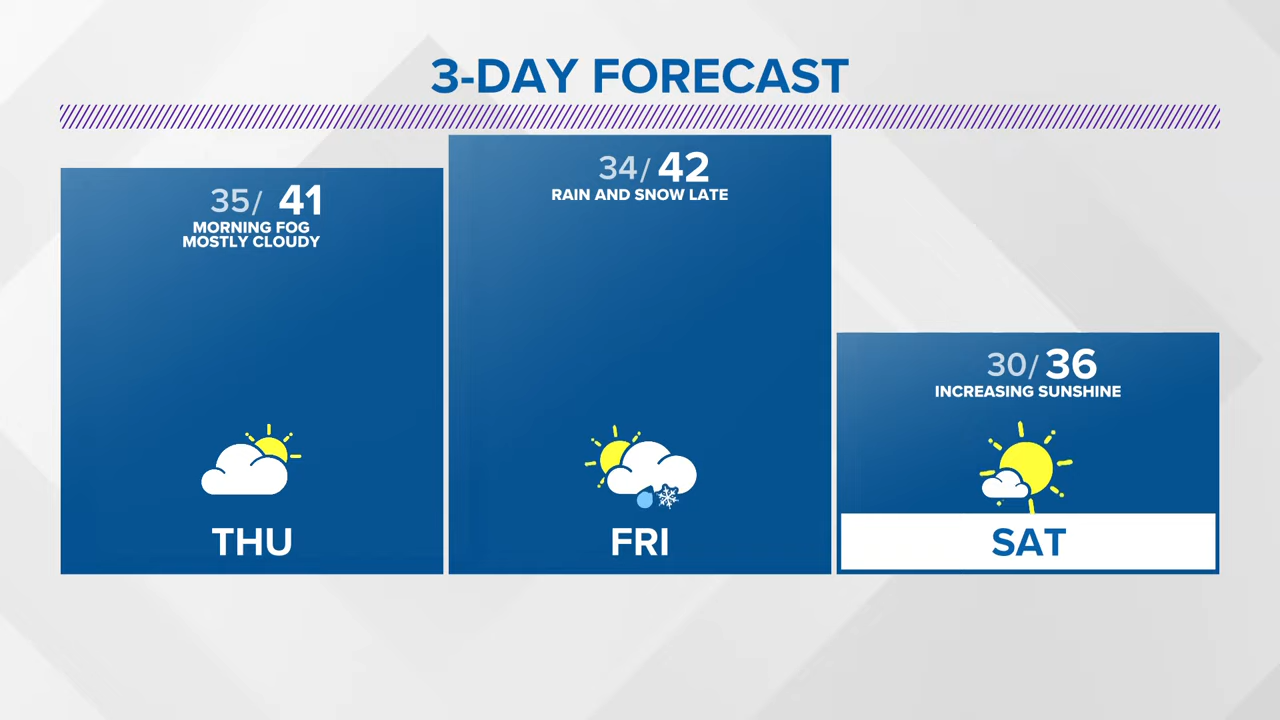 3-DAY FORECAST
35/ 41
MORNING FOG
MOSTLY CLOUDY
THU
34/ 42
RAIN AND SNOW LATE
FRI
30/ 36
INCREASING SUNSHINE
SAT